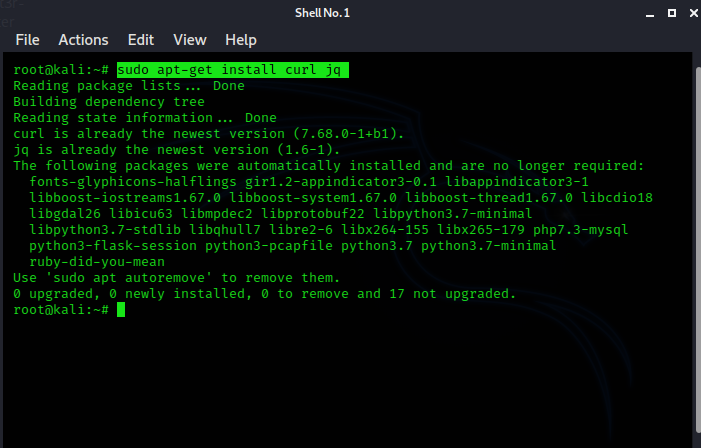 Shell No. 1
File Actions Edit View Help
root@kali:~# sudo apt-get install curl jq
Reading package lists... Done
Building dependency tree
Reading state information... Done
curl is already the newest version (7.68.0-1+b1).
jq is already the newest version (1.6-1).
The following packages were automatically installed and are no longer required:
  fonts-glyphicons-halflings gir1.2-appindicator3-0.1 libappindicator3-1
  libboost-iostreams1.67.0 libboost-system1.67.0 libboost-thread1.67.0 libcdio18
  libgdal26 libicu63 libmpdec2 libprotobuf22 libpython3.7-minimal
  libpython3.7-stdlib libqhull7 libre2-6 libx264-155 libx265-179 php7.3-mysql
  python3-flask-session python3-pcapfile python3.7 python3.7-minimal
  ruby-did-you-mean
Use 'sudo apt autoremove' to remove them.
0 upgraded, 0 newly installed, 0 to remove and 17 not upgraded.
root@kali:~#